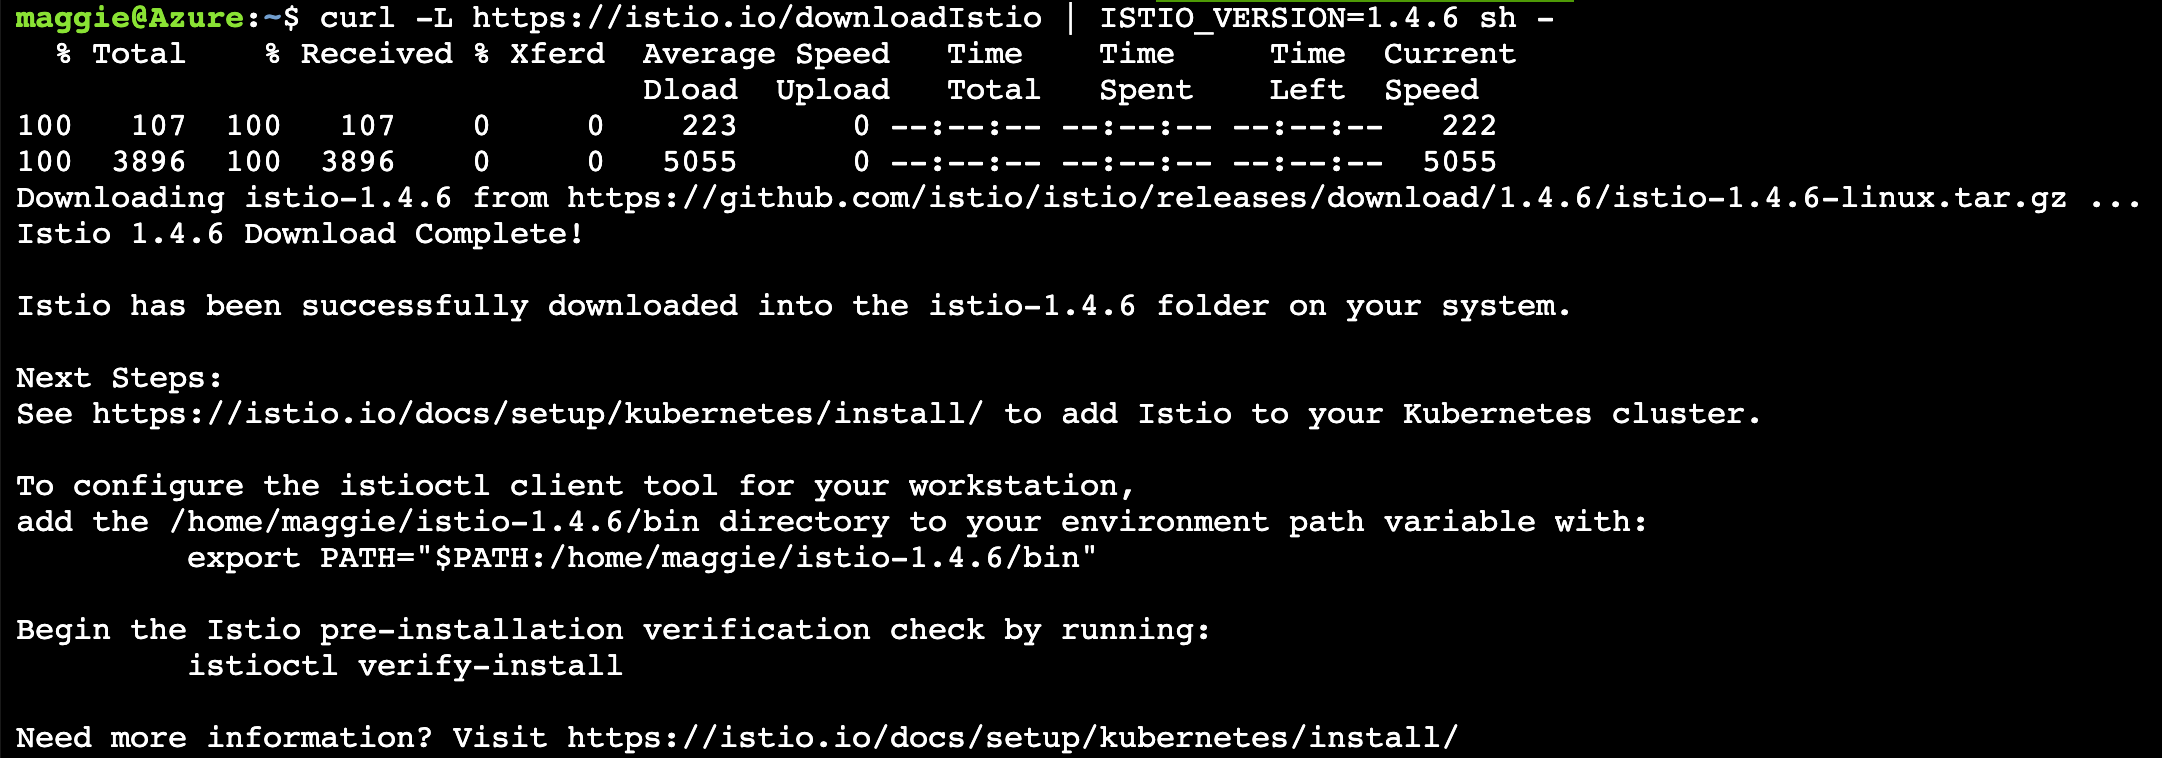 maggie@Azure:~$ curl -L https://istio.io/downloadIstio | ISTIO_VERSION=1.4.6 sh -
  % Total    % Received % Xferd  Average Speed   Time    Time     Time  Current
                                 Dload  Upload   Total   Spent    Left  Speed
100   107  100   107    0     0    223      0 --:--:-- --:--:-- --:--:--   222
100  3896  100  3896    0     0   5055      0 --:--:-- --:--:-- --:--:--  5055
Downloading istio-1.4.6 from https://github.com/istio/istio/releases/download/1.4.6/istio-1.4.6-linux.tar.gz ...
Istio 1.4.6 Download Complete!

Istio has been successfully downloaded into the istio-1.4.6 folder on your system.

Next Steps:
See https://istio.io/docs/setup/kubernetes/install/ to add Istio to your Kubernetes cluster.

To configure the istioctl client tool for your workstation,
add the /home/maggie/istio-1.4.6/bin directory to your environment path variable with:
         export PATH="$PATH:/home/maggie/istio-1.4.6/bin"

Begin the Istio pre-installation verification check by running:
         istioctl verify-install

Need more information? Visit https://istio.io/docs/setup/kubernetes/install/